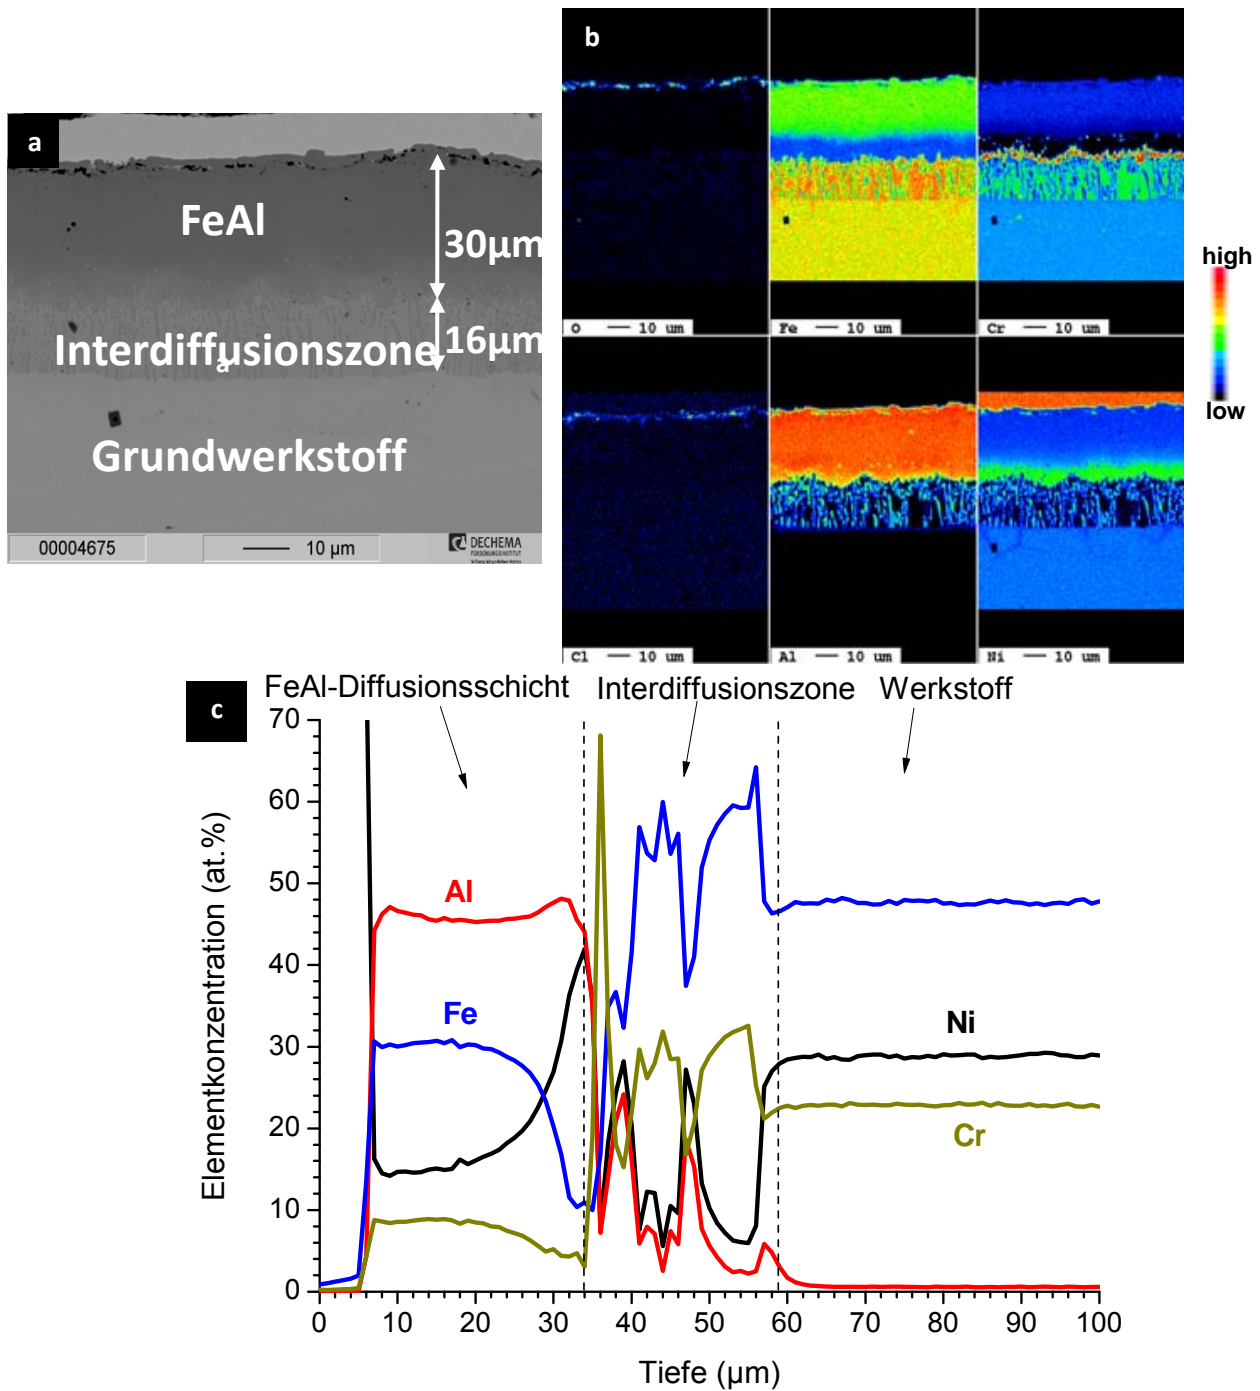 a
FeAl
30µm
Interdiffusionszone
16µm
a
Grundwerkstoff
00004675
10 µm
DECHEMA
FORSCHUNGSINSTITUT
b
O 10 um
Fe 10 um
Cr 10 um
high
low
Cl 10 um
Al 10 um
Ni 10 um
c
FeAl-Diffusionsschicht
Interdiffusionszone
Werkstoff
Elementkonzentration (at.%)
70
60
50
40
30
20
10
0
Al
Fe
Ni
Cr
0 10 20 30 40 50 60 70 80 90 100
Tiefe (µm)